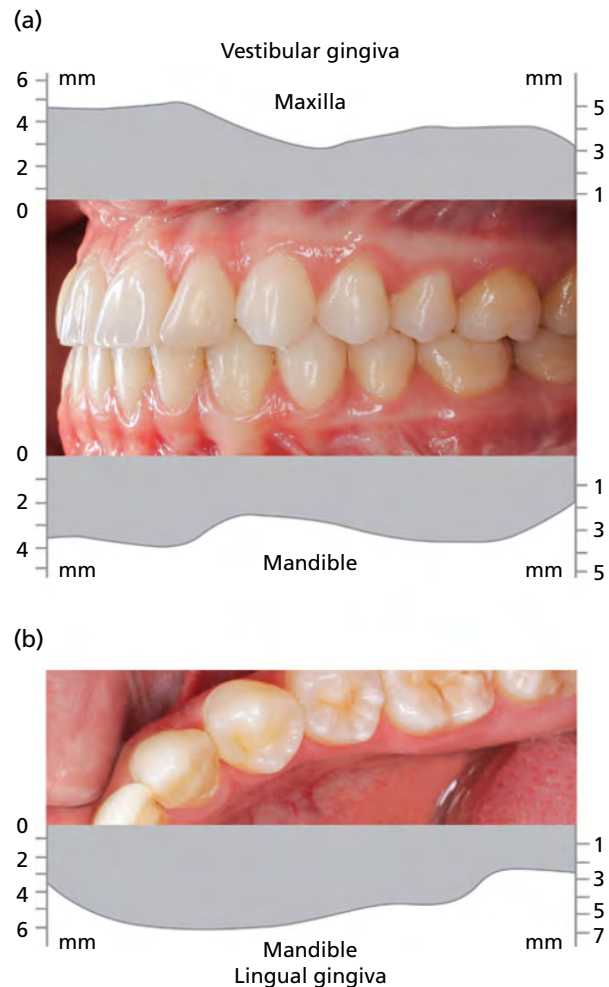 (a)
Vestibular gingiva
6 mm mm
Maxilla
5
4
3
2
1
0
0
1
2
3
4
mm Mandible mm
5
(b)
0
1
2
3
4
5
6
7
mm mm
Mandible
Lingual gingiva